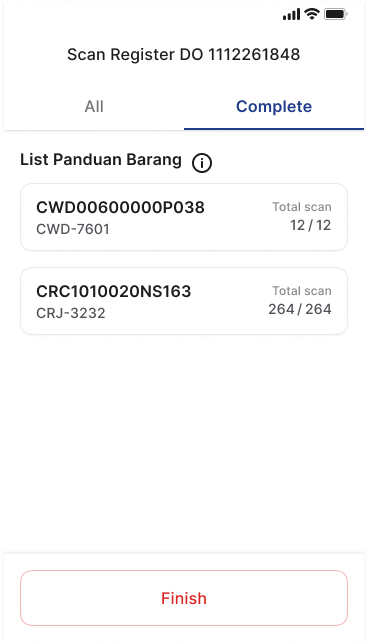 Scan Register DO 1112261848
All
Complete
List Panduan Barang
CWD00600000P038
Total scan
CWD-7601
12 / 12
CRC1010020NS163
Total scan
CRJ-3232
264 / 264
Finish